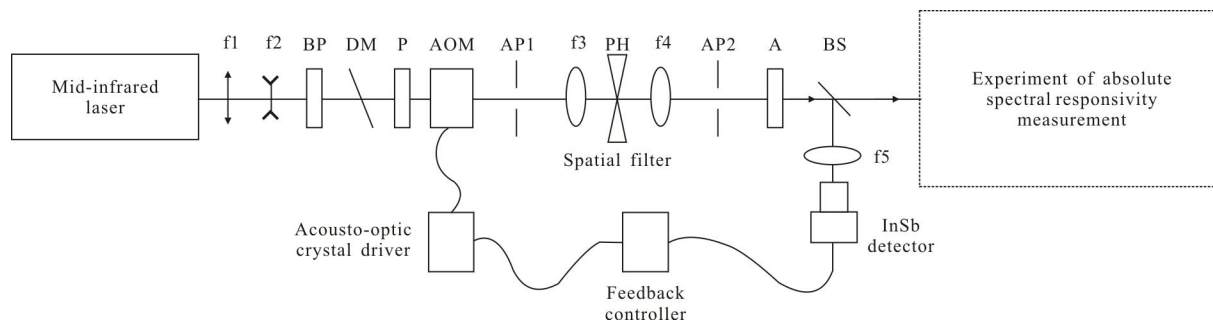 f1
f2
BP
DM
P
AOM
AP1
f3
PH
f4
AP2
A
BS
Mid-infrared
laser
Experiment of absolute
spectral responsivity
measurement
Spatial filter
f5
Acousto-optic
crystal driver
InSb
detector
Feedback
controller